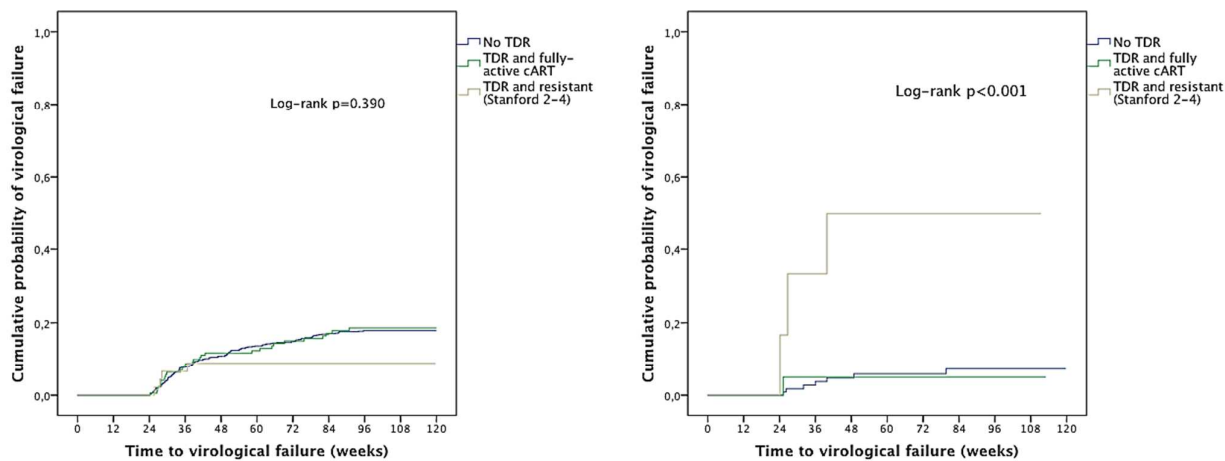 Cumulative probability of virological failure
1,0
0,8
0,6
0,4
0,2
0,0
Log-rank p=0.390
0 12 24 36 48 60 72 84 96 108 120
Time to virological failure (weeks)
No TDR
TDR and fully-
active cART
TDR and resistant
(Stanford 2-4)
Cumulative probability of virological failure
1,0
0,8
0,6
0,4
0,2
0,0
Log-rank p<0.001
0 12 24 36 48 60 72 84 96 108 120
Time to virological failure (weeks)
No TDR
TDR and fully
active cART
TDR and resistant
(Stanford 2-4)